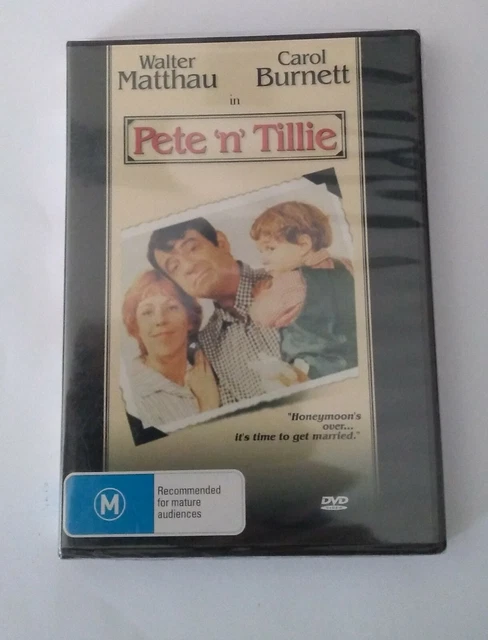 Walter Carol
Matthau Burnett
in
Pete 'n' Tillie
"Honeymoon's
over...
it's time to get married."
M
Recommended
for mature
audiences
DVD